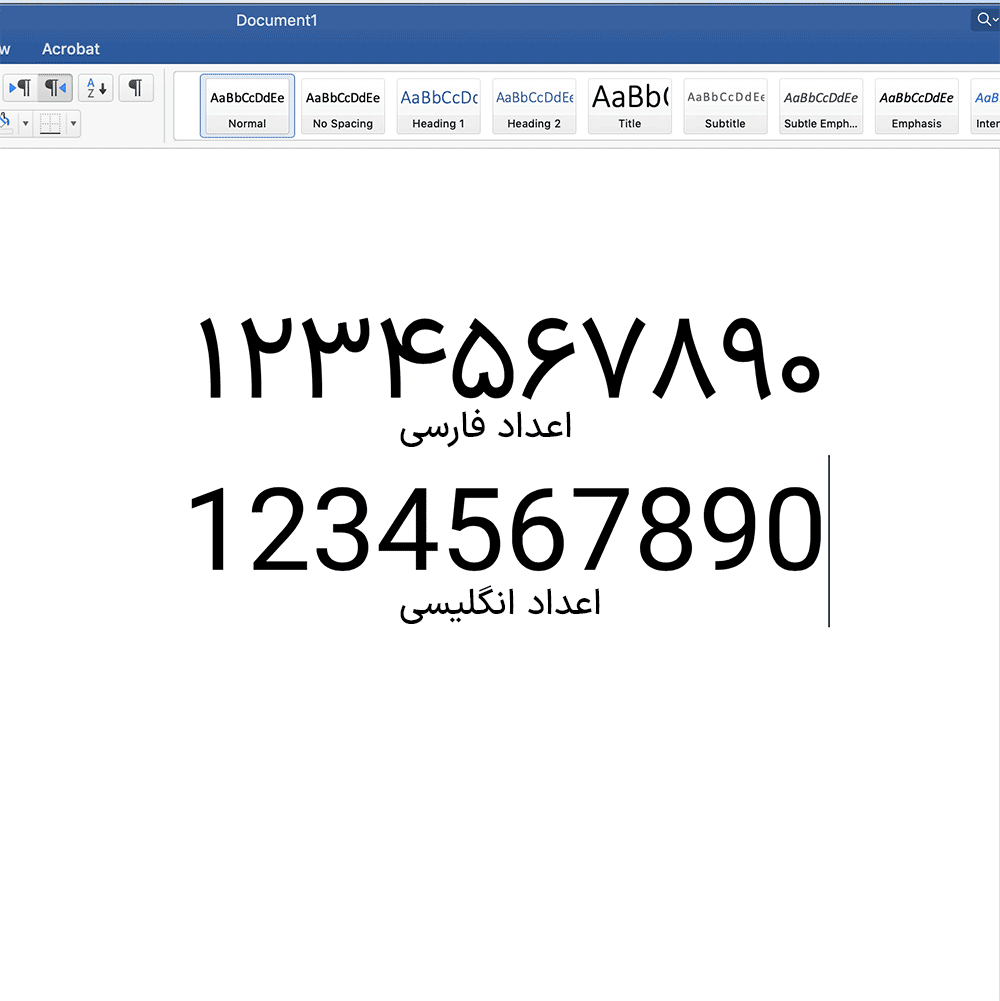 Document1
w Acrobat
AaBbCcDdEe AaBbCcDdEe AaBbCcDc AaBbCcDdEe AaBb( AaBbCcDdEe AaBbCcDdEe AaBbCcDdEe AaB
Normal No Spacing Heading 1 Heading 2 Title Subtitle Subtle Emph... Emphasis Inter
۱۲۳۴۵۶۷۸۹۰
اعداد فارسی
1234567890
اعداد انگلیسی